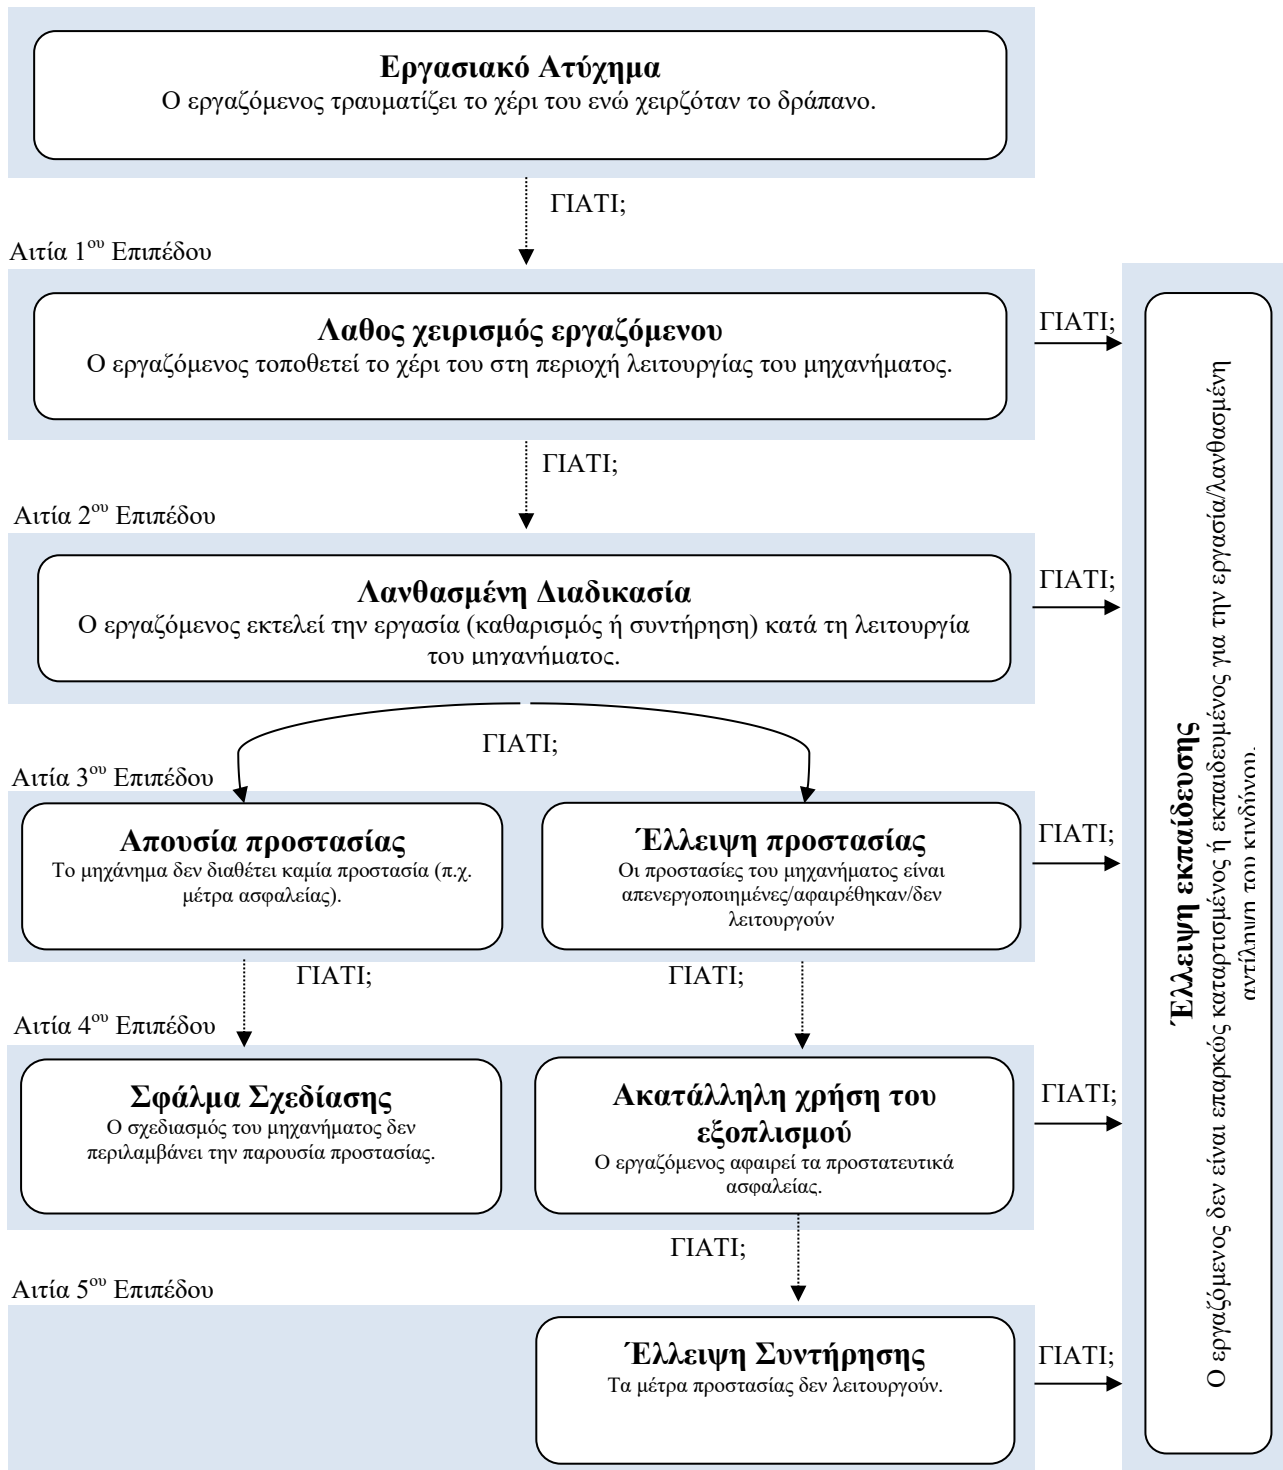 Εργασιακό Ατύχημα
Ο εργαζόμενος τραυματίζει το χέρι του ενώ χειρζόταν το δράπανο.
ΓΙΑΤΙ;
Αιτία 1ου Επιπέδου
Λαθος χειρισμός εργαζόμενου
Ο εργαζόμενος τοποθετεί το χέρι του στη περιοχή λειτουργίας του μηχανήματος.
ΓΙΑΤΙ;
ΓΙΑΤΙ;
Αιτία 2ου Επιπέδου
Λανθασμένη Διαδικασία
Ο εργαζόμενος εκτελεί την εργασία (καθαρισμός ή συντήρηση) κατά τη λειτουργία
του μηχανήματος.
ΓΙΑΤΙ;
ΓΙΑΤΙ;
Αιτία 3ου Επιπέδου
Απουσία προστασίας
Το μηχάνημα δεν διαθέτει καμία προστασία (π.χ.
μέτρα ασφαλείας).
Έλλειψη προστασίας
Οι προστασίες του μηχανήματος είναι
απενεργοποιημένες/αφαιρέθηκαν/δεν
λειτουργούν
ΓΙΑΤΙ;
ΓΙΑΤΙ;
ΓΙΑΤΙ;
Αιτία 4ου Επιπέδου
Σφάλμα Σχεδίασης
Ο σχεδιασμός του μηχανήματος δεν
περιλαμβάνει την παρουσία προστασίας.
Ακατάλληλη χρήση του
εξοπλισμού
Ο εργαζόμενος αφαιρεί τα προστατευτικά
ασφαλείας.
ΓΙΑΤΙ;
ΓΙΑΤΙ;
Αιτία 5ου Επιπέδου
Έλλειψη Συντήρησης
Τα μέτρα προστασίας δεν λειτουργούν.
ΓΙΑΤΙ;
Έλλειψη εκπαίδευσης
Ο εργαζόμενος δεν είναι επαρκώς καταρτισμένος ή εκπαιδευμένος για την εργασία/λανθασμένη
αντίληψη του κινδύνου.